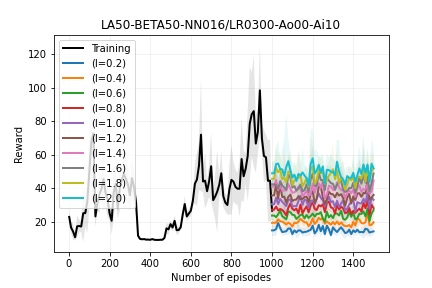 LA50-BETA50-NN016/LR0300-Ao00-Ai10
Training
(I=0.2)
(I=0.4)
(I=0.6)
(I=0.8)
(I=1.0)
(I=1.2)
(I=1.4)
(I=1.6)
(I=1.8)
(I=2.0)
120
100
80
60
40
20
Reward
0 200 400 600 800 1000 1200 1400
Number of episodes